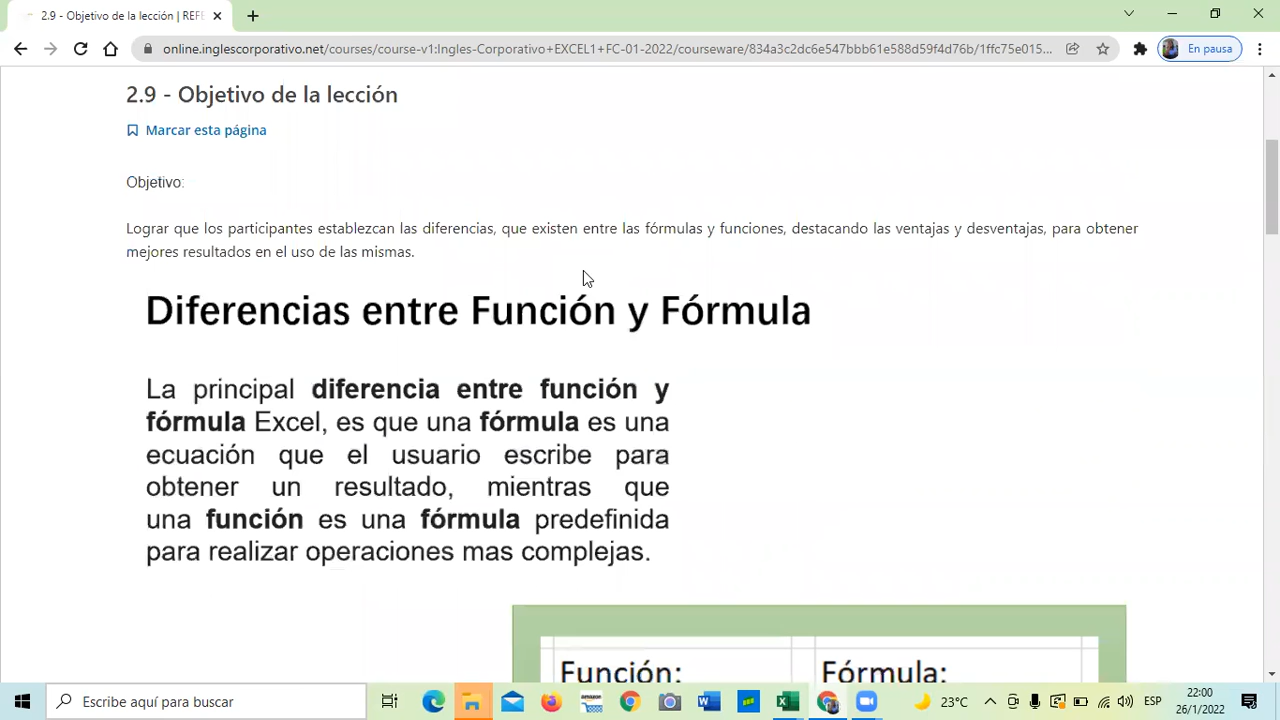 2.9 - Objetivo de la lección | REFE
En pausa
online.inglescorporativo.net/courses/course-v1:Ingles-Corporativo+EXCEL1+FC-01-2022/courseware/834a3c2dc6e547bbb61e588d59f4d76b/1ffc75e015...
2.9 - Objetivo de la lección
Marcar esta página
Objetivo:
Lograr que los participantes establezcan las diferencias, que existen entre las fórmulas y funciones, destacando las ventajas y desventajas, para obtener
mejores resultados en el uso de las mismas.
Diferencias entre Función y Fórmula
La principal diferencia entre función y
fórmula Excel, es que una fórmula es una
ecuación que el usuario escribe para
obtener un resultado, mientras que
una función es una fórmula predefinida
para realizar operaciones mas complejas.
Función: Fórmula:
Escribe aquí para buscar
amazon
23°C
ESP
22:00
26/1/2022